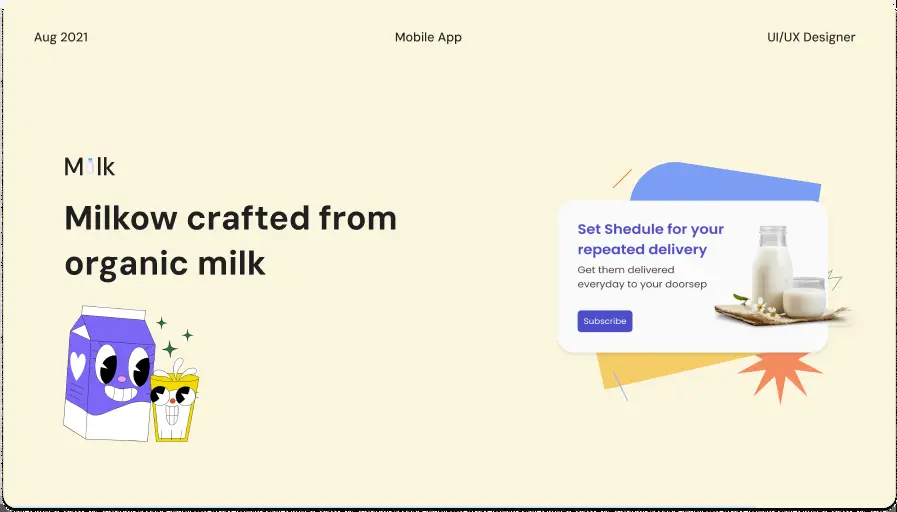 Aug 2021
Mobile App
UI/UX Designer
Milk
Milkow crafted from
organic milk
Set Shedule for your
repeated delivery
Get them delivered
everyday to your doorsep
Subscribe